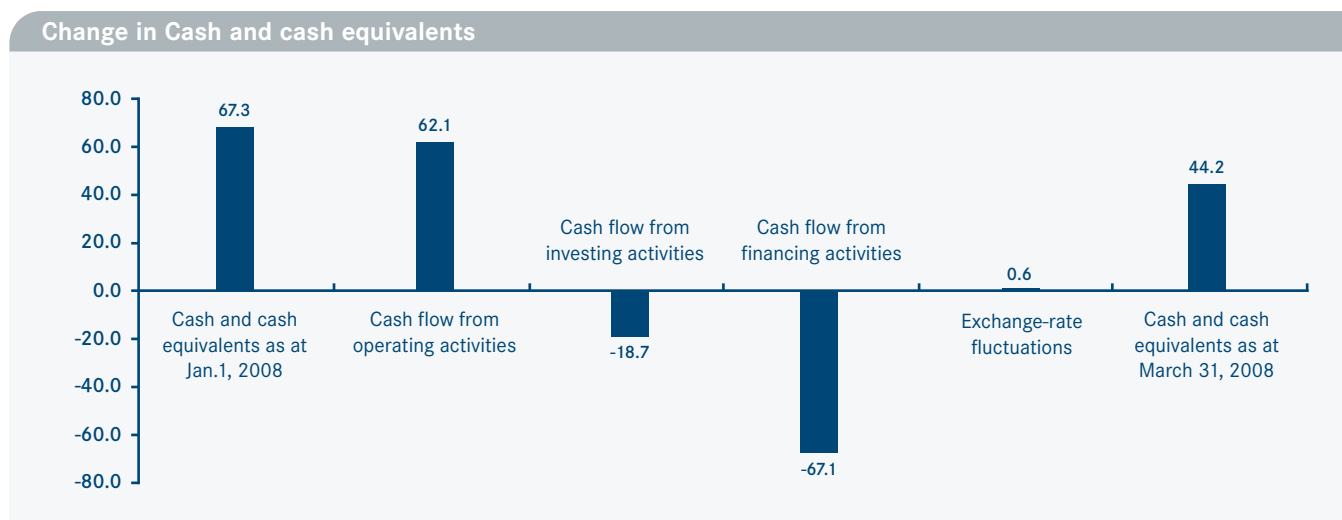 Change in Cash and cash equivalents
80.0
60.0
40.0
20.0
0.0
-20.0
-40.0
-60.0
-80.0
67.3
Cash and cash
equivalents as at
Jan.1, 2008
62.1
Cash flow from
operating activities
Cash flow from
investing activities
-18.7
Cash flow from
financing activities
-67.1
0.6
Exchange-rate
fluctuations
44.2
Cash and cash
equivalents as at
March 31, 2008